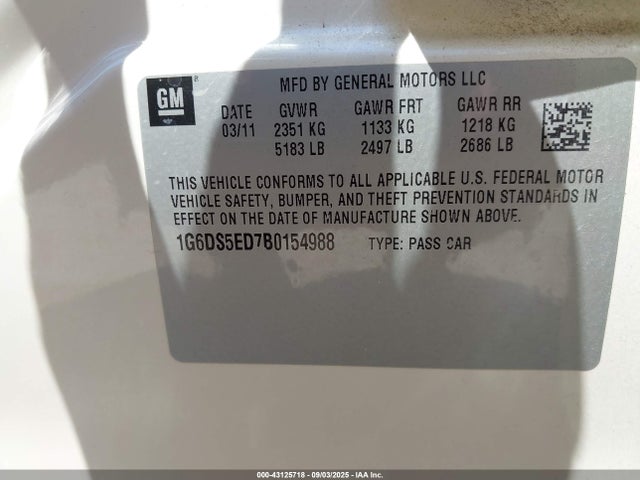 GM ®
MFD BY GENERAL MOTORS LLC
DATE GVWR GAWR FRT GAWR RR
03/11 2351 KG 1133 KG 1218 KG
5183 LB 2497 LB 2686 LB
THIS VEHICLE CONFORMS TO ALL APPLICABLE U.S. FEDERAL MOTOR
VEHICLE SAFETY, BUMPER, AND THEFT PREVENTION STANDARDS IN
EFFECT ON THE DATE OF MANUFACTURE SHOWN ABOVE.
1G6DS5ED7B0154988 TYPE: PASS CAR
000-43125718 - 09/03/2025 - IAA Inc.